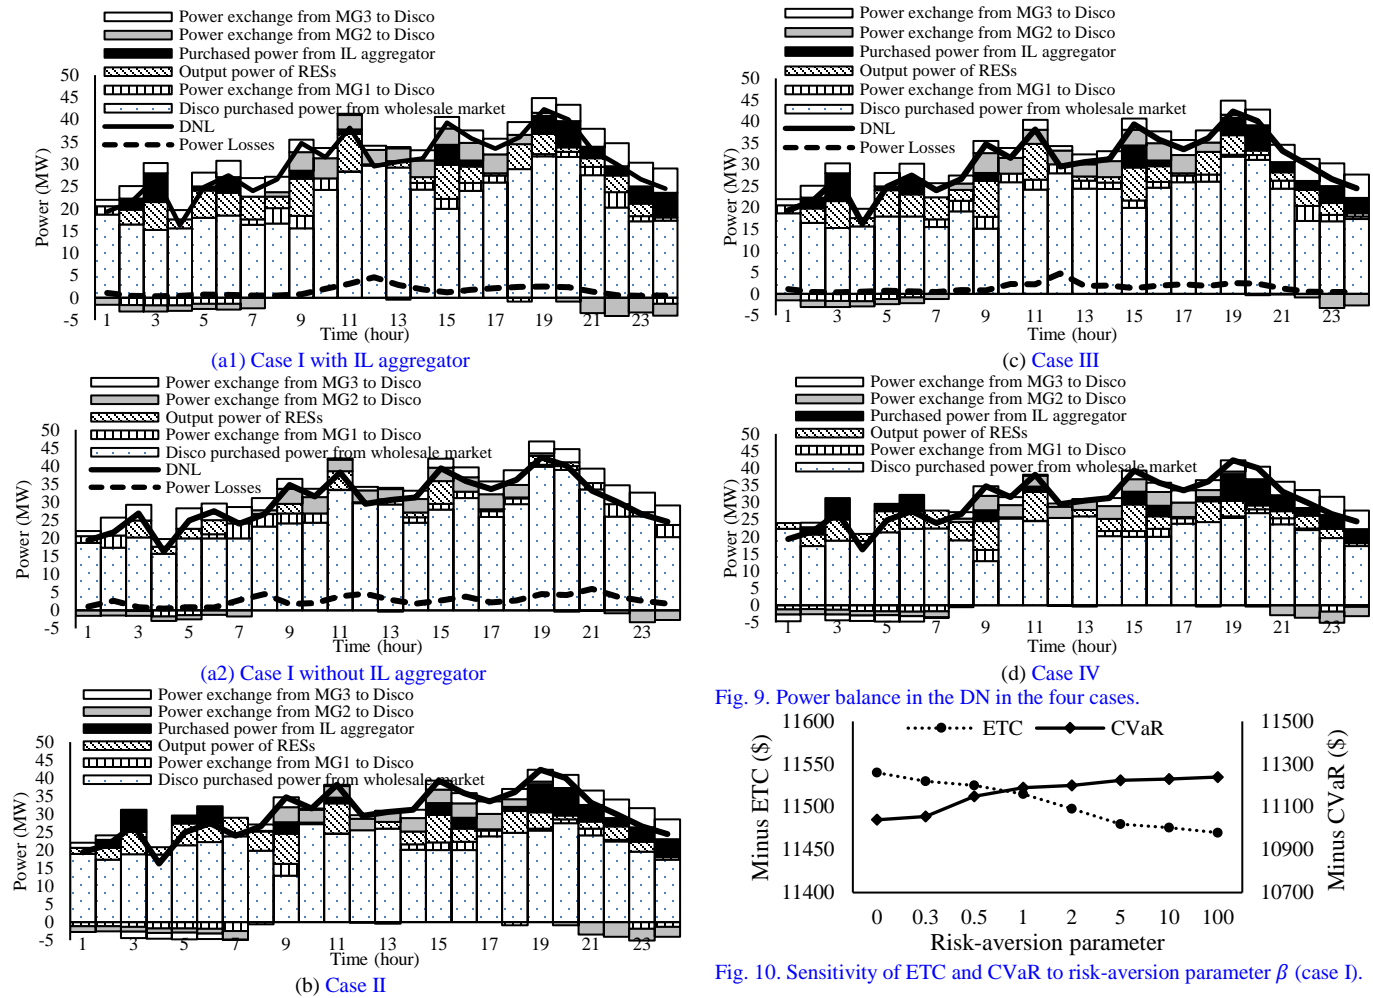 Power exchange from MG3 to Disco
Power exchange from MG2 to Disco
Purchased power from IL aggregator
Output power of RESs
Power exchange from MG1 to Disco
Disco purchased power from wholesale market
DNL
Power Losses
Power (MW)
50
45
40
35
30
25
20
15
10
5
0
-5
1 3 5 7 9 11 13 15 17 19 21 23
Time (hour)
(a1) Case I with IL aggregator
Power exchange from MG3 to Disco
Power exchange from MG2 to Disco
Output power of RESs
Power exchange from MG1 to Disco
Disco purchased power from wholesale market
DNL
Power Losses
Power (MW)
50
45
40
35
30
25
20
15
10
5
0
-5
1 3 5 7 9 11 13 15 17 19 21 23
Time (hour)
(a2) Case I without IL aggregator
Power exchange from MG3 to Disco
Power exchange from MG2 to Disco
Purchased power from IL aggregator
Output power of RESs
Power exchange from MG1 to Disco
Disco purchased power from wholesale market
Power (MW)
50
45
40
35
30
25
20
15
10
5
0
-5
1 3 5 7 9 11 13 15 17 19 21 23
Time (hour)
(b) Case II
Power exchange from MG3 to Disco
Power exchange from MG2 to Disco
Purchased power from IL aggregator
Output power of RESs
Power exchange from MG1 to Disco
Disco purchased power from wholesale market
DNL
Power Losses
Power (MW)
50
45
40
35
30
25
20
15
10
5
0
-5
1 3 5 7 9 11 13 15 17 19 21 23
Time (hour)
(c) Case III
Power exchange from MG3 to Disco
Power exchange from MG2 to Disco
Purchased power from IL aggregator
Output power of RESs
Power exchange from MG1 to Disco
Disco purchased power from wholesale market
Power (MW)
50
45
40
35
30
25
20
15
10
5
0
-5
1 3 5 7 9 11 13 15 17 19 21 23
Time (hour)
(d) Case IV
Fig. 9. Power balance in the DN in the four cases.
ETC CVaR
Minus ETC ($)
11600
11550
11500
11450
11400
Minus CVaR ($)
11500
11300
11100
10900
10700
0 0.3 0.5 1 2 5 10 100
Risk-aversion parameter
Fig. 10. Sensitivity of ETC and CVaR to risk-aversion parameter β (case I).